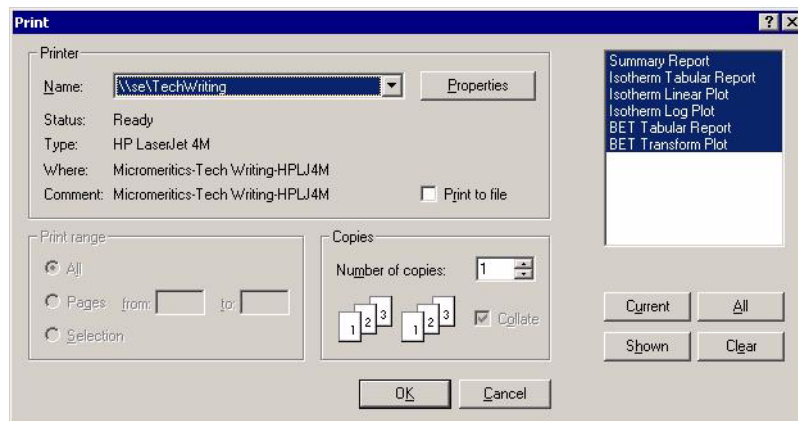 Print
Printer
Name: \\se\TechWriting
Properties
Status: Ready
Type: HP LaserJet 4M
Where: Micromeritics-Tech Writing-HPLJ4M
Comment: Micromeritics-Tech Writing-HPLJ4M
Print to file
Print range
All
Pages from: to:
Selection
Copies
Number of copies: 1
1 2 3 1 2 3
Collate
OK
Cancel
Summary Report
Isotherm Tabular Report
Isotherm Linear Plot
Isotherm Log Plot
BET Tabular Report
BET Transform Plot
Current
All
Shown
Clear